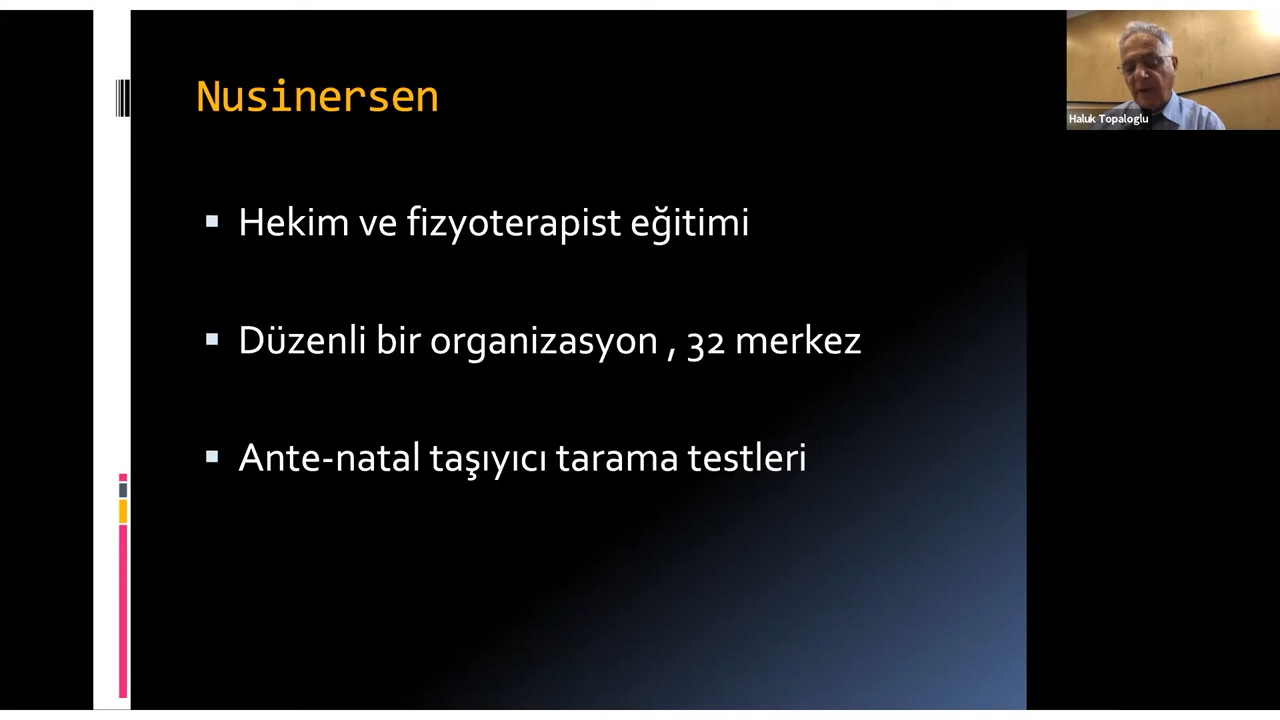 Nusinersen
Haluk Topaloglu
Hekim ve fizyoterapist eğitimi
Düzenli bir organizasyon , 32 merkez
Ante-natal taşıyıcı tarama testleri